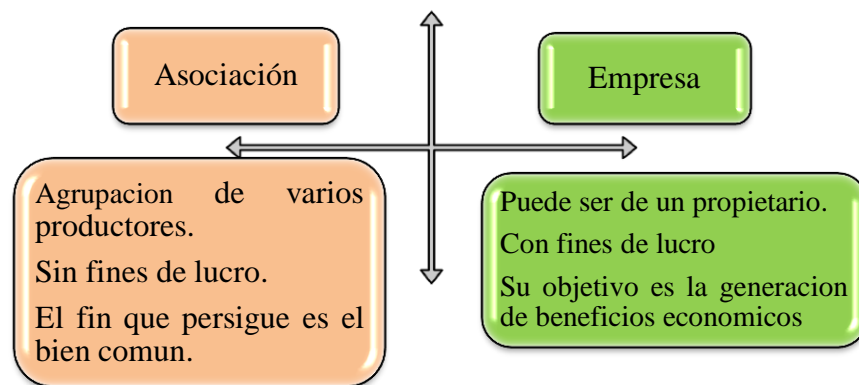 Asociación
Empresa
Agrupacion de varios
productores.
Sin fines de lucro.
El fin que persigue es el
bien comun.
Puede ser de un propietario.
Con fines de lucro
Su objetivo es la generacion
de beneficios economicos